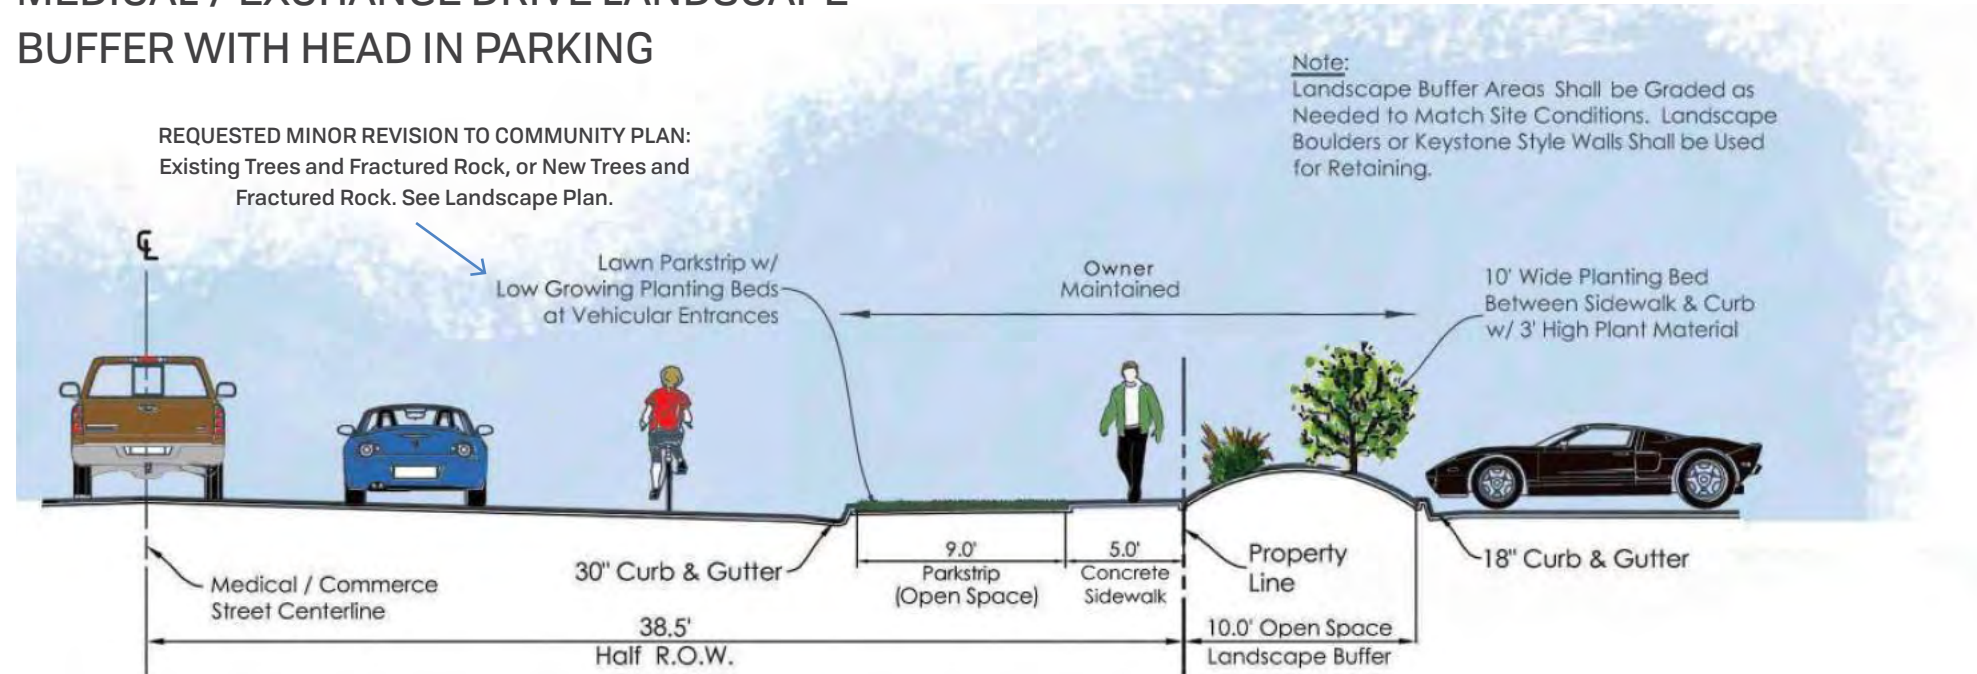 MEDICAL / EXCHANGE DRIVE LANDSCAPE
BUFFER WITH HEAD IN PARKING
Note:
Landscape Buffer Areas Shall be Graded as
Needed to Match Site Conditions. Landscape
Boulders or Keystone Style Walls Shall be Used
for Retaining.
REQUESTED MINOR REVISION TO COMMUNITY PLAN:
Existing Trees and Fractured Rock, or New Trees and
Fractured Rock. See Landscape Plan.
CL
Lawn Parkstrip w/
Low Growing Planting Beds
at Vehicular Entrances
Owner
Maintained
10' Wide Planting Bed
Between Sidewalk & Curb
w/ 3' High Plant Material
Medical / Commerce
Street Centerline
30" Curb & Gutter
9.0'
Parkstrip
(Open Space)
5.0'
Concrete
Sidewalk
Property
Line
18" Curb & Gutter
38.5'
Half R.O.W.
10.0' Open Space
Landscape Buffer